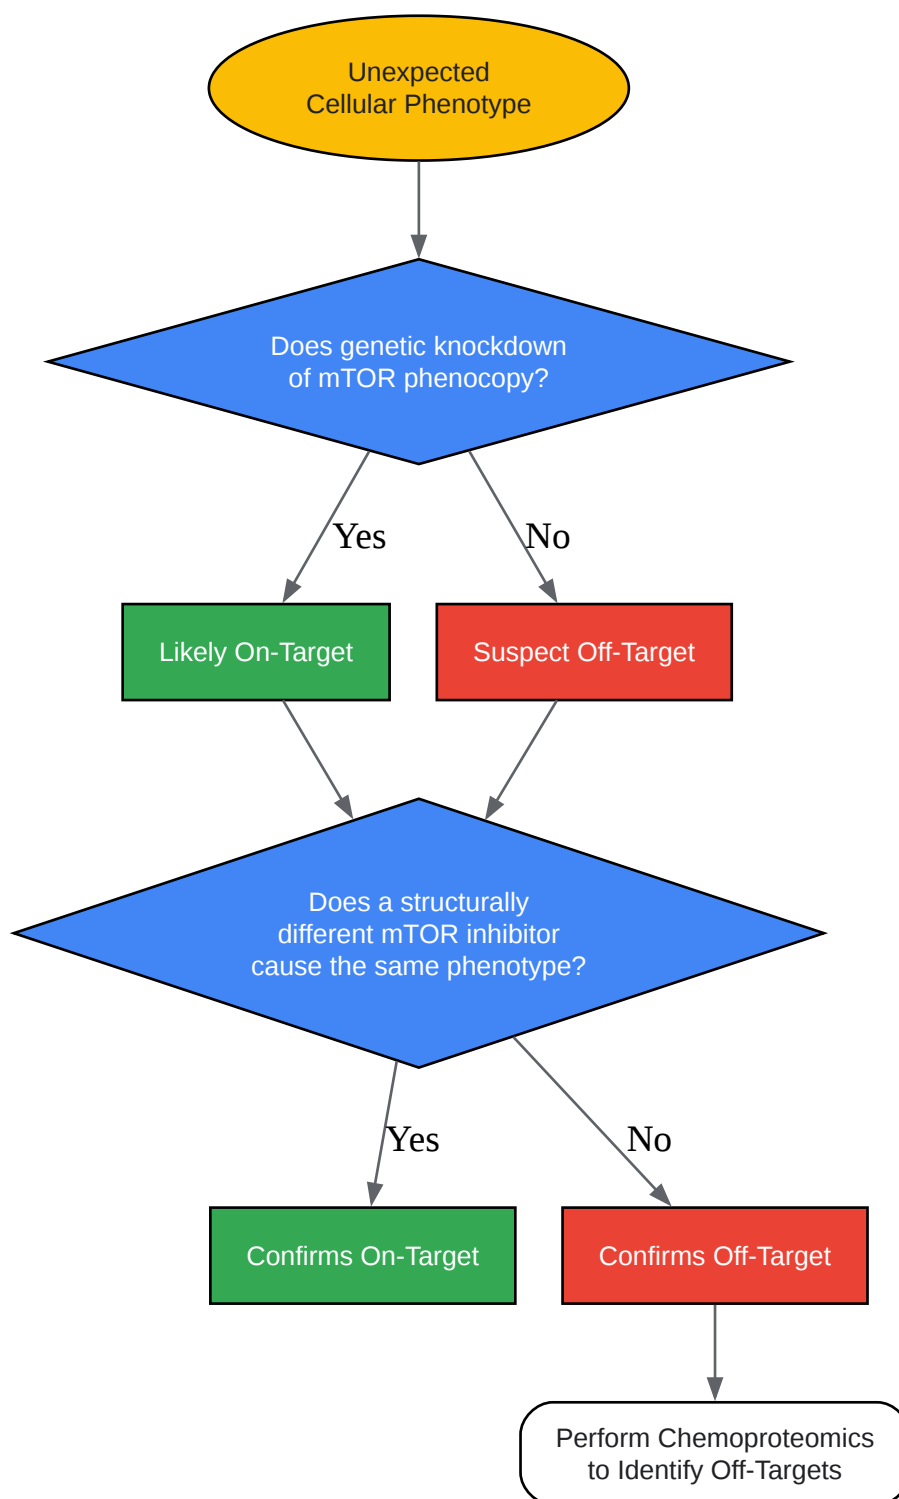 Unexpected
Cellular Phenotype
Does genetic knockdown
of mTOR phenocopy?
Yes
No
Likely On-Target
Suspect Off-Target
Does a structurally
different mTOR inhibitor
cause the same phenotype?
Yes
No
Confirms On-Target
Confirms Off-Target
Perform Chemoproteomics
to Identify Off-Targets